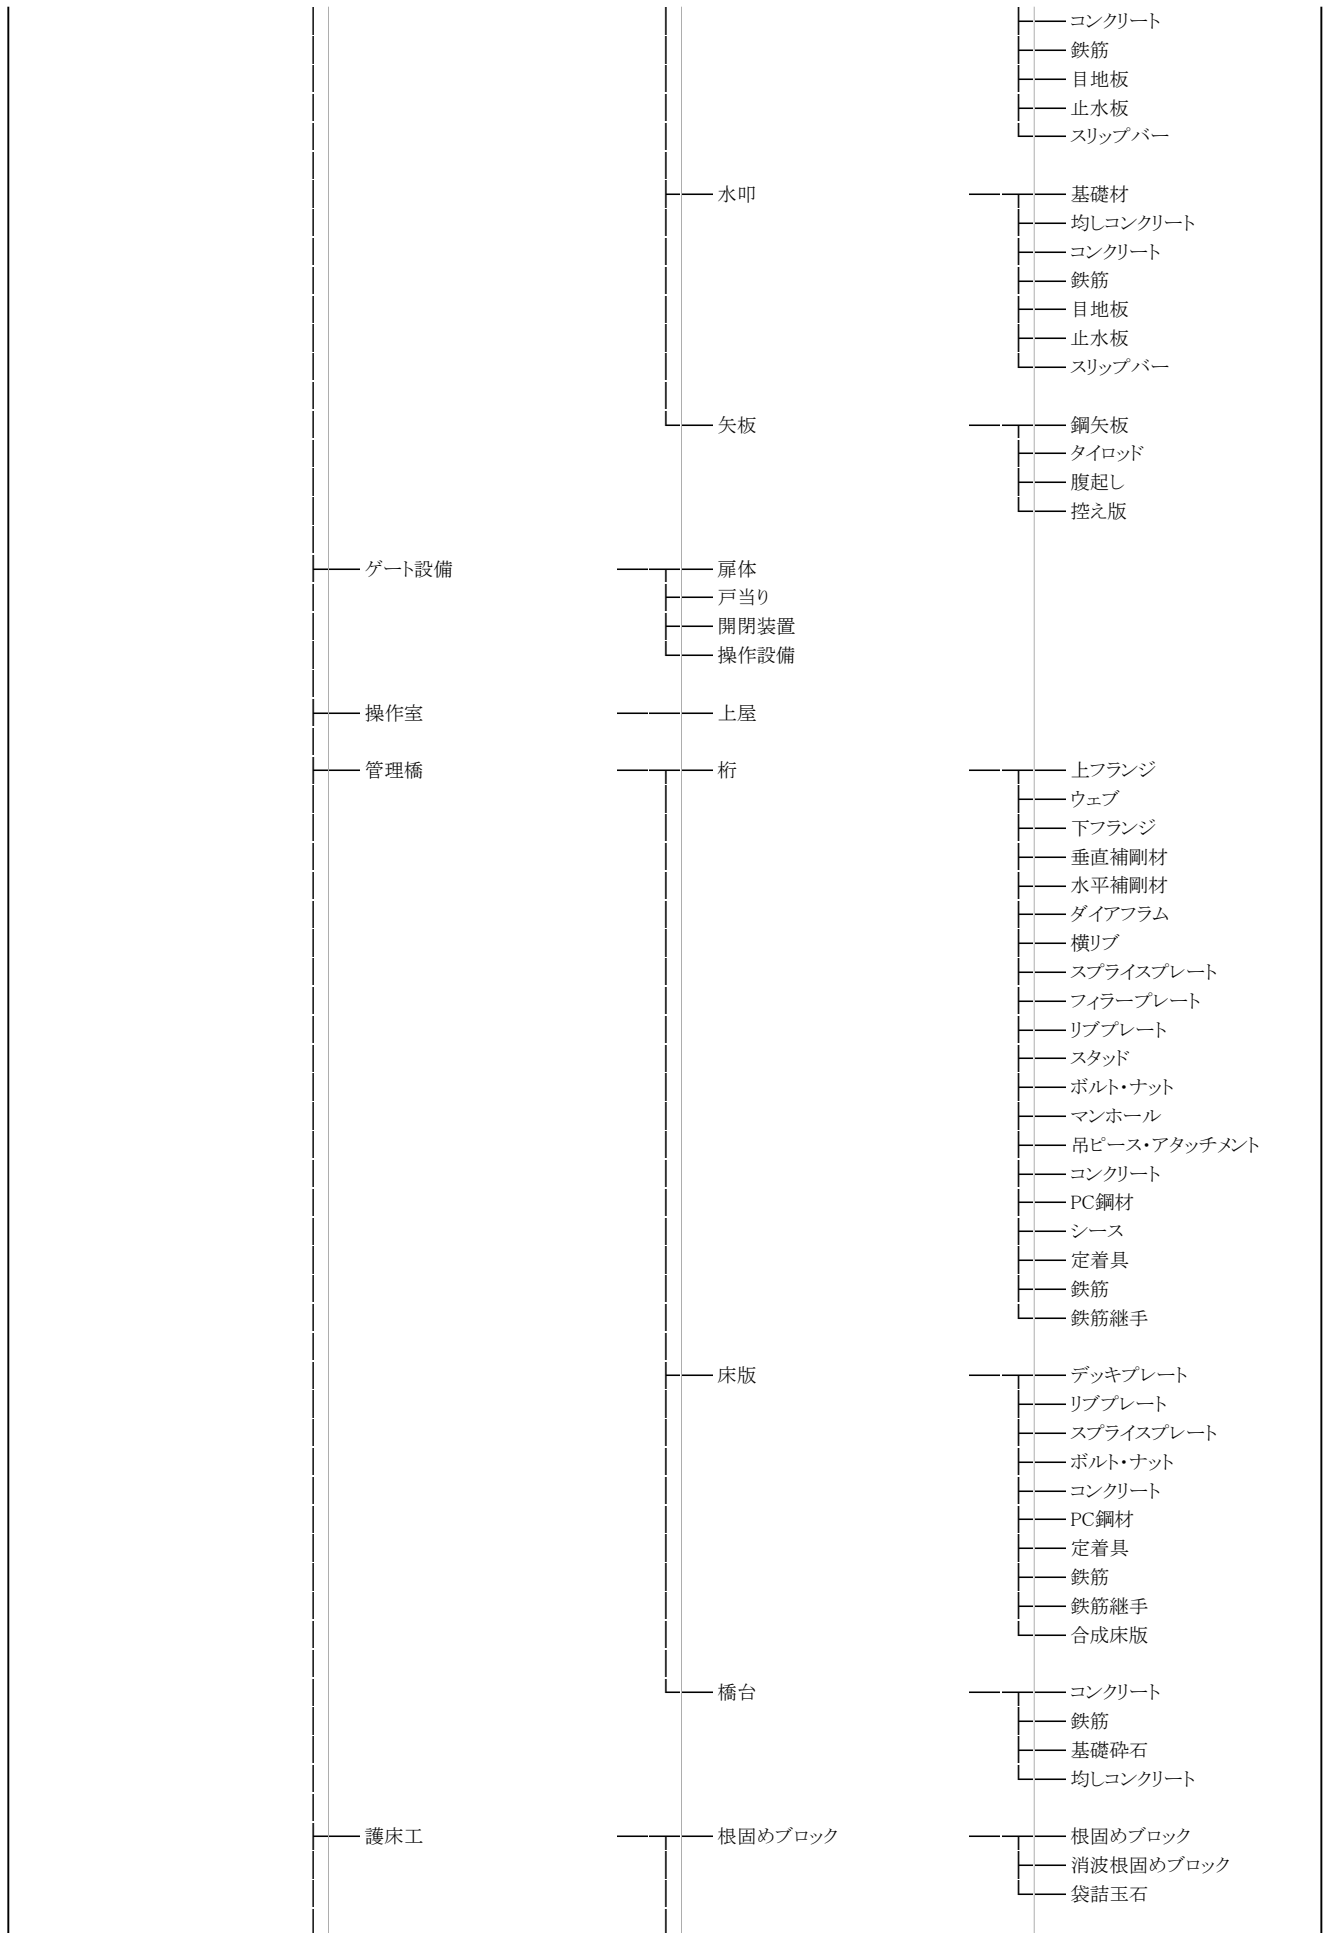 コンクリート
鉄筋
目地板
止水板
スリップバー
水叩 基礎材
均しコンクリート
コンクリート
鉄筋
目地板
止水板
スリップバー
矢板 鋼矢板
タイロッド
腹起し
控え版
ゲート設備 扉体
戸当り
開閉装置
操作設備
操作室 上屋
管理橋 桁 上フランジ
ウェブ
下フランジ
垂直補剛材
水平補剛材
ダイアフラム
横リブ
スプライスプレート
フィラープレート
リブプレート
スタッド
ボルト・ナット
マンホール
吊ピース・アタッチメント
コンクリート
PC鋼材
シース
定着具
鉄筋
鉄筋継手
床版 デッキプレート
リブプレート
スプライスプレート
ボルト・ナット
コンクリート
PC鋼材
定着具
鉄筋
鉄筋継手
合成床版
橋台 コンクリート
鉄筋
基礎砕石
均しコンクリート
護床工 根固めブロック 根固めブロック
消波根固めブロック
袋詰玉石